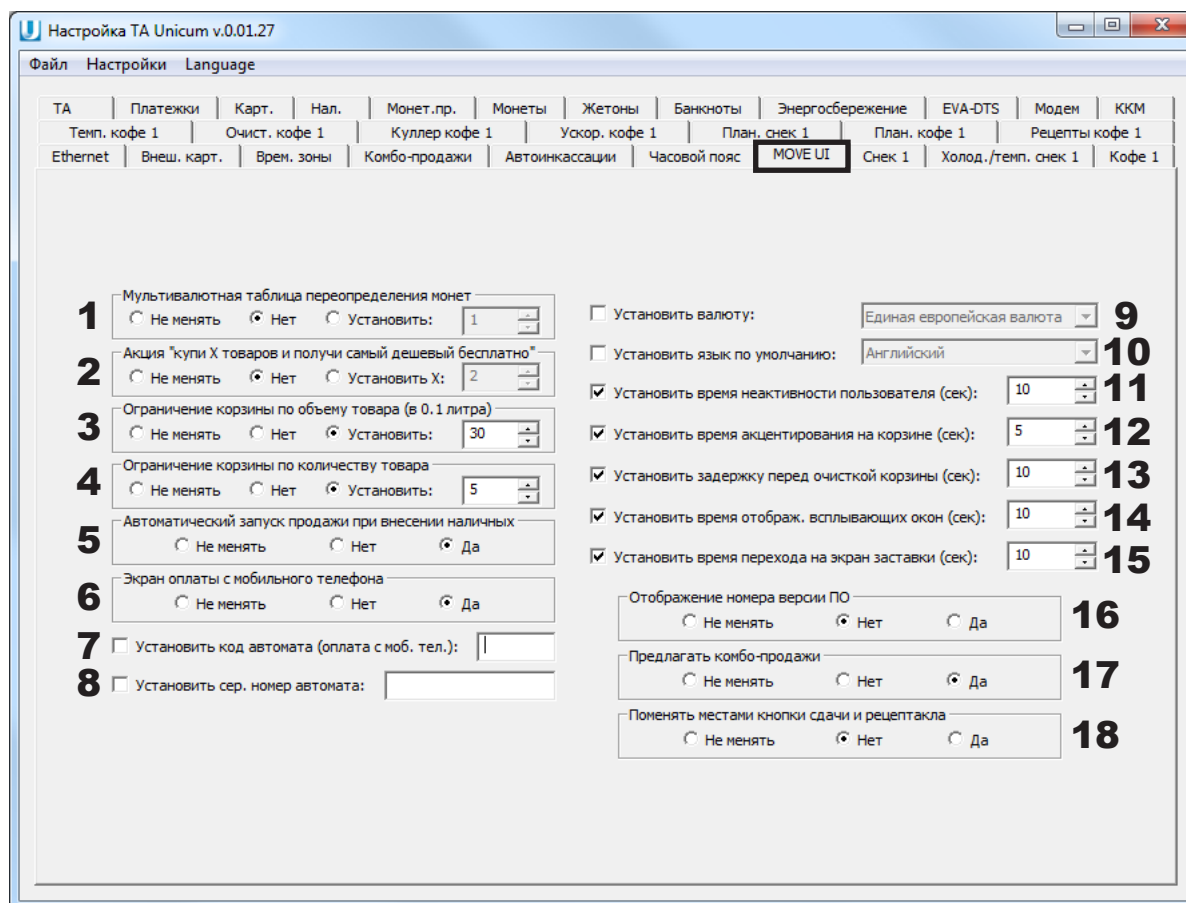 Настройка TA Unicum v.0.01.27
Файл Настройки Language
ТА Платежки Карт. Нал. Монет.пр. Монеты Жетоны Банкноты Энергосбережение EVA-DTS Модем ККМ
Темп. кофе 1 Очист. кофе 1 Куллер кофе 1 Ускор. кофе 1 План. снек 1 План. кофе 1 Рецепты кофе 1
Ethernet Внеш. карт. Врем. зоны Комбо-продажи Автоинкассации Часовой пояс MOVE UI Снек 1 Холод./темп. снек 1 Кофе 1
Мультивалютная таблица переопределения монет
1 Не менять Нет Установить: 1
Акция "купи X товаров и получи самый дешевый бесплатно"
2 Не менять Нет Установить X: 2
Ограничение корзины по объему товара (в 0.1 литра)
3 Не менять Нет Установить: 30
Ограничение корзины по количеству товара
4 Не менять Нет Установить: 5
Автоматический запуск продажи при внесении наличных
5 Не менять Нет Да
Экран оплаты с мобильного телефона
6 Не менять Нет Да
7 Установить код автомата (оплата с моб. тел.):
8 Установить сер. номер автомата:
Установить валюту: Единая европейская валюта 9
Установить язык по умолчанию: Английский 10
Установить время неактивности пользователя (сек): 10 11
Установить время акцентирования на корзине (сек): 5 12
Установить задержку перед очисткой корзины (сек): 10 13
Установить время отображ. всплывающих окон (сек): 10 14
Установить время перехода на экран заставки (сек): 10 15
Отображение номера версии ПО
Не менять Нет Да 16
Предлагать комбо-продажи
Не менять Нет Да 17
Поменять местами кнопки сдачи и рецептакла
Не менять Нет Да 18